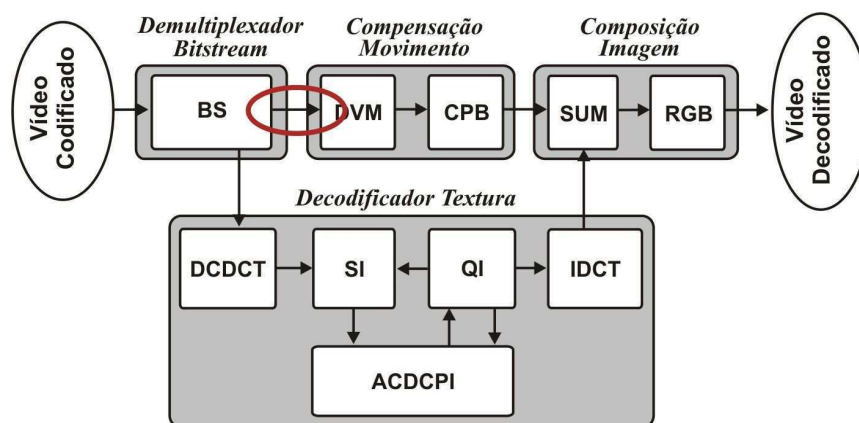 Demultiplexador
Bitstream
Compensação
Movimento
Composição
Imagem
Vídeo
Codificado
BS
DVM
CPB
SUM
RGB
Vídeo
Decodificado
Decodificador Textura
DCDCT
SI
QI
IDCT
ACDCPI